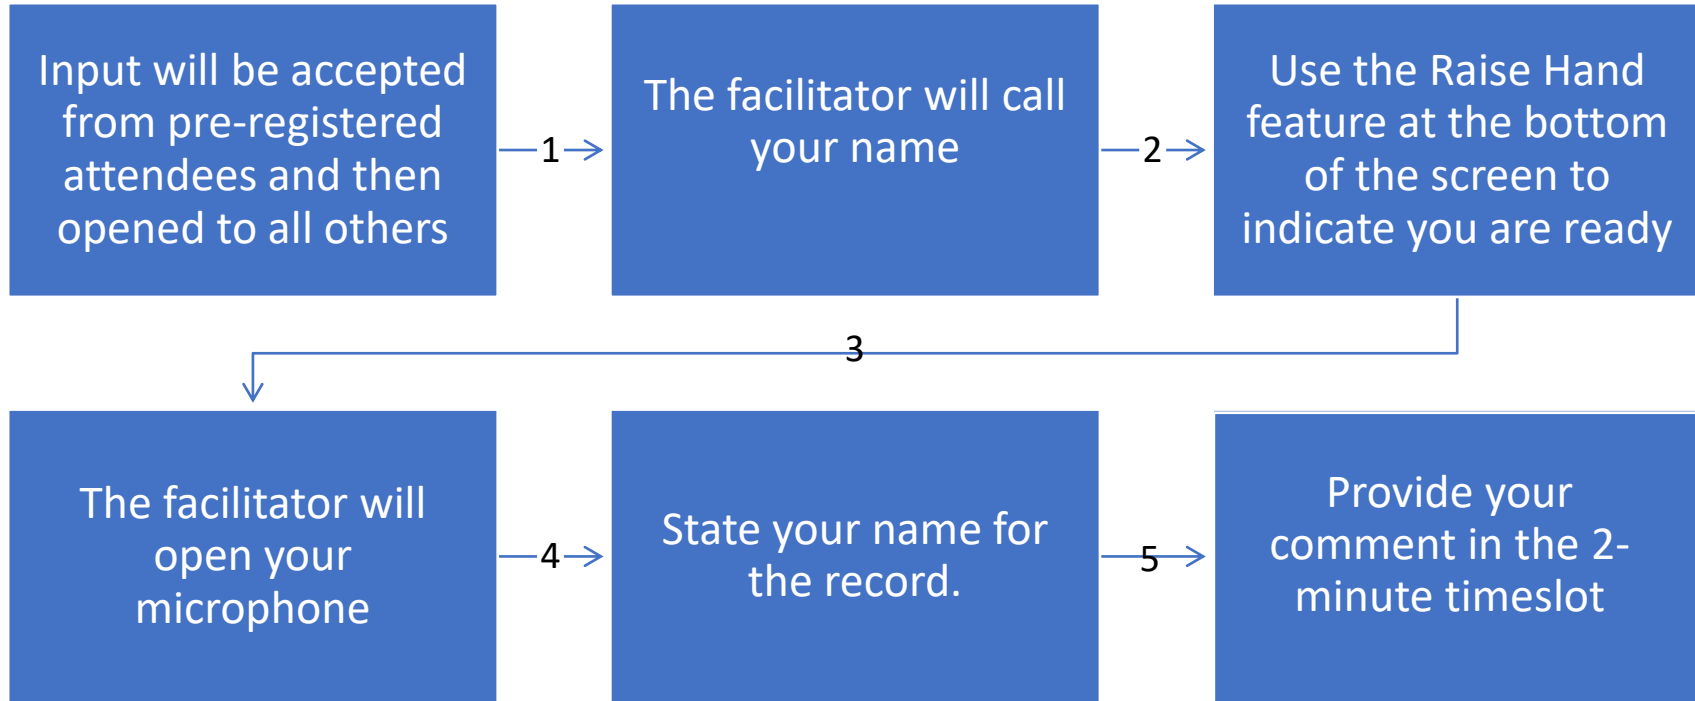 Input will be accepted
from pre-registered
attendees and then
opened to all others
1
The facilitator will call
your name
2
Use the Raise Hand
feature at the bottom
of the screen to
indicate you are ready
3
The facilitator will
open your
microphone
4
State your name for
the record.
5
Provide your
comment in the 2-
minute timeslot